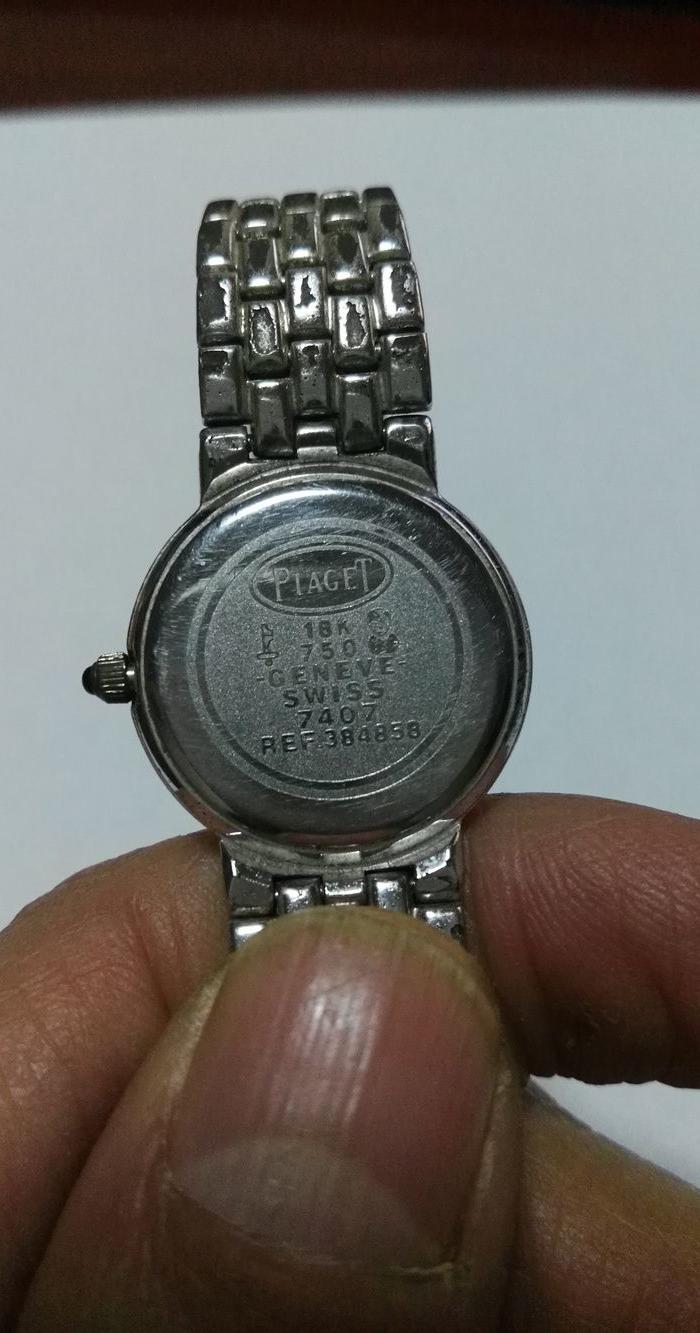 PIAGET
18K
750
-GENEVE-
SWISS
7407
REF.384858